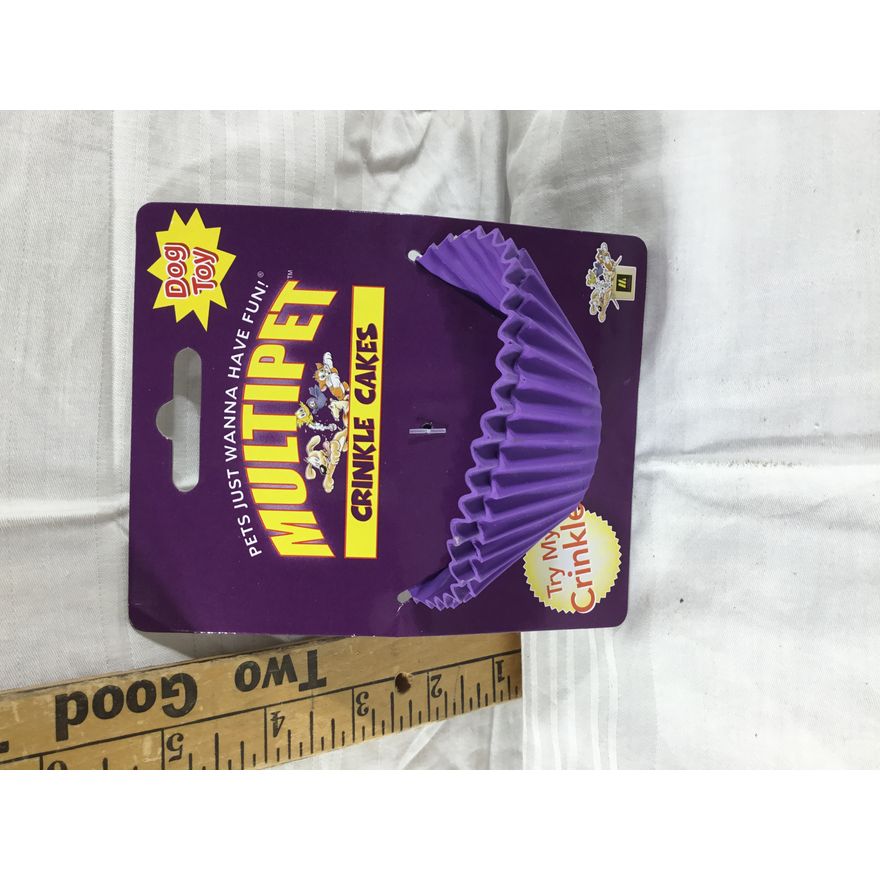 Dog
Toy
PETS JUST WANNA HAVE FUN!®
MULTIPET™
CRINKLE CAKES
M
Try My
Crinkle
Two Good
1 2 3 4 5 6